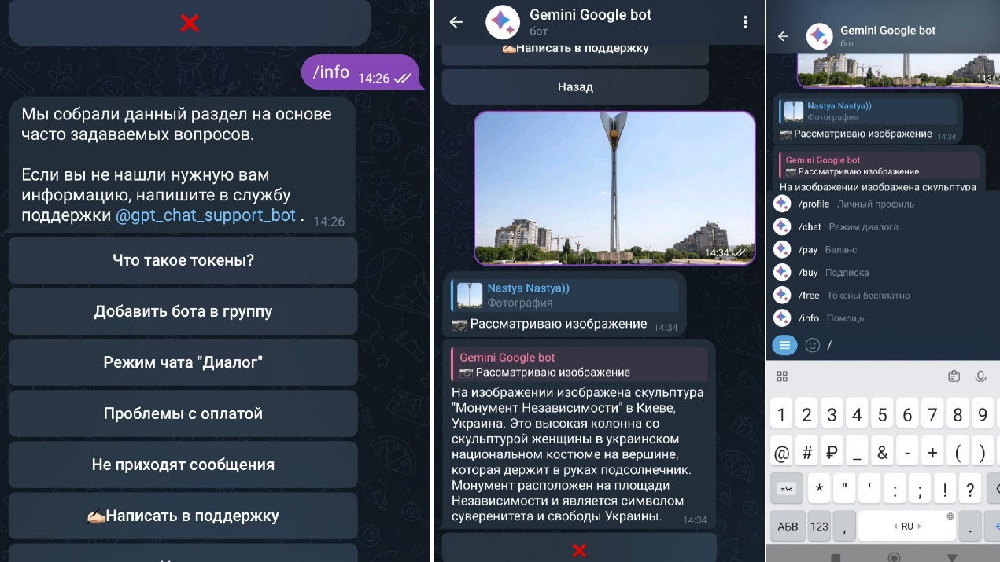 /info 14:26
Мы собрали данный раздел на основе
часто задаваемых вопросов.
Если вы не нашли нужную вам
информацию, напишите в службу
поддержки @gpt_chat_support_bot . 14:26
Что такое токены?
Добавить бота в группу
Режим чата "Диалог"
Проблемы с оплатой
Не приходят сообщения
✍🏻Написать в поддержку
Gemini Google bot
бот
✍🏻Написать в поддержку
Назад
14:34
Nastya Nastya))
Фотография
📷 Рассматриваю изображение 14:34
Gemini Google bot
📷 Рассматриваю изображение
На изображении изображена скульптура
"Монумент Независимости" в Киеве,
Украина. Это высокая колонна со
скульптурой женщины в украинском
национальном костюме на вершине,
которая держит в руках подсолнечник.
Монумент расположен на площади
Независимости и является символом
суверенитета и свободы Украины. 14:34
Gemini Google bot
бот
14:34
Nastya Nastya))
Фотография
📷 Рассматриваю изображение 14:34
Gemini Google bot
📷 Рассматриваю изображение
На изображении изображена скульптура
/profile Личный профиль
/chat Режим диалога
/pay Баланс
/buy Подписка
/free Токены бесплатно
/info Помощь
/
1 2 3 4 5 6 7 8 9
@ # ₽ _ & - + ( )
=\< * " ' : ; ! ?
АБВ 123 , RU .